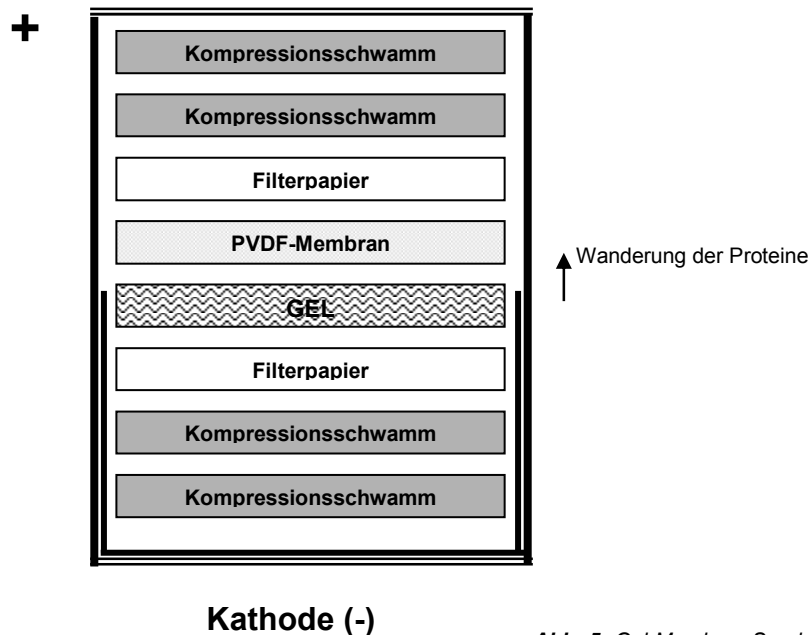 +
Kompressionsschwamm
Kompressionsschwamm
Filterpapier
PVDF-Membran
Wanderung der Proteine
GEL
Filterpapier
Kompressionsschwamm
Kompressionsschwamm
Kathode (-)